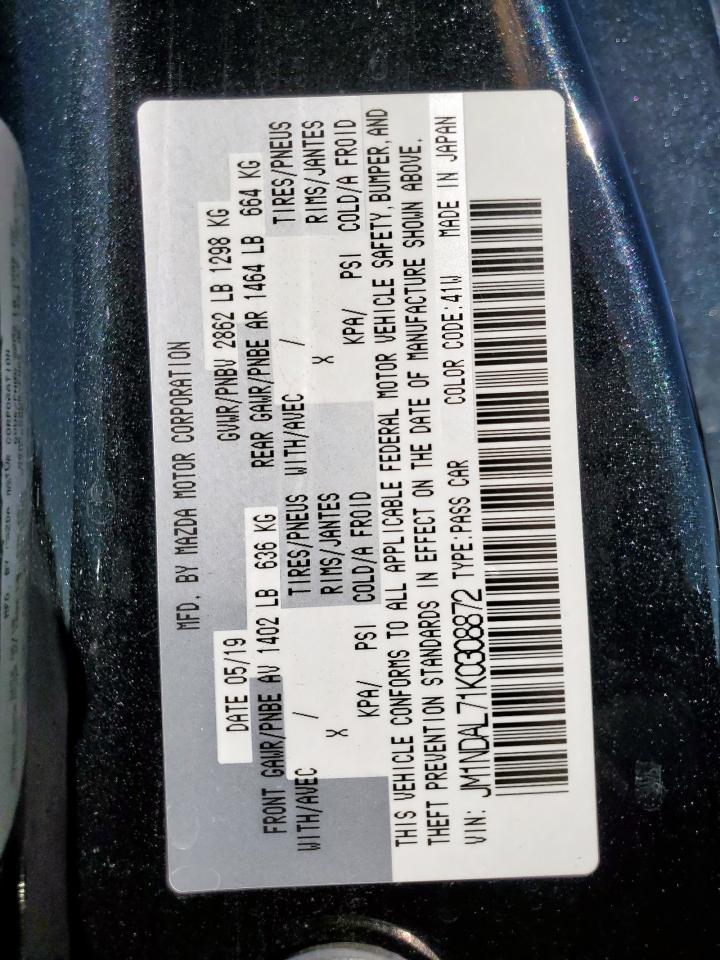 MFD. BY MAZDA MOTOR CORPORATION
DATE 05/19 GVWR/PNBV 2862 LB 1298 KG
FRONT GAWR/PNBE AV 1402 LB 636 KG REAR GAWR/PNBE AR 1464 LB 664 KG
WITH/AVEC / TIRES/PNEUS WITH/AVEC / TIRES/PNEUS
X RIMS/JANTES X RIMS/JANTES
KPA/ PSI COLD/A FROID KPA/ PSI COLD/A FROID
THIS VEHICLE CONFORMS TO ALL APPLICABLE FEDERAL MOTOR VEHICLE SAFETY, BUMPER, AND
THEFT PREVENTION STANDARDS IN EFFECT ON THE DATE OF MANUFACTURE SHOWN ABOVE.
VIN: JM1NDAL71K0308872 TYPE:PASS CAR COLOR CODE:41W MADE IN JAPAN